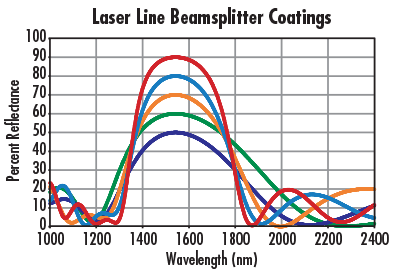 Laser Line Beamsplitter Coatings
Percent Reflectance
100
90
80
70
60
50
40
30
20
10
0
1000 1200 1400 1600 1800 2000 2200 2400
Wavelength (nm)